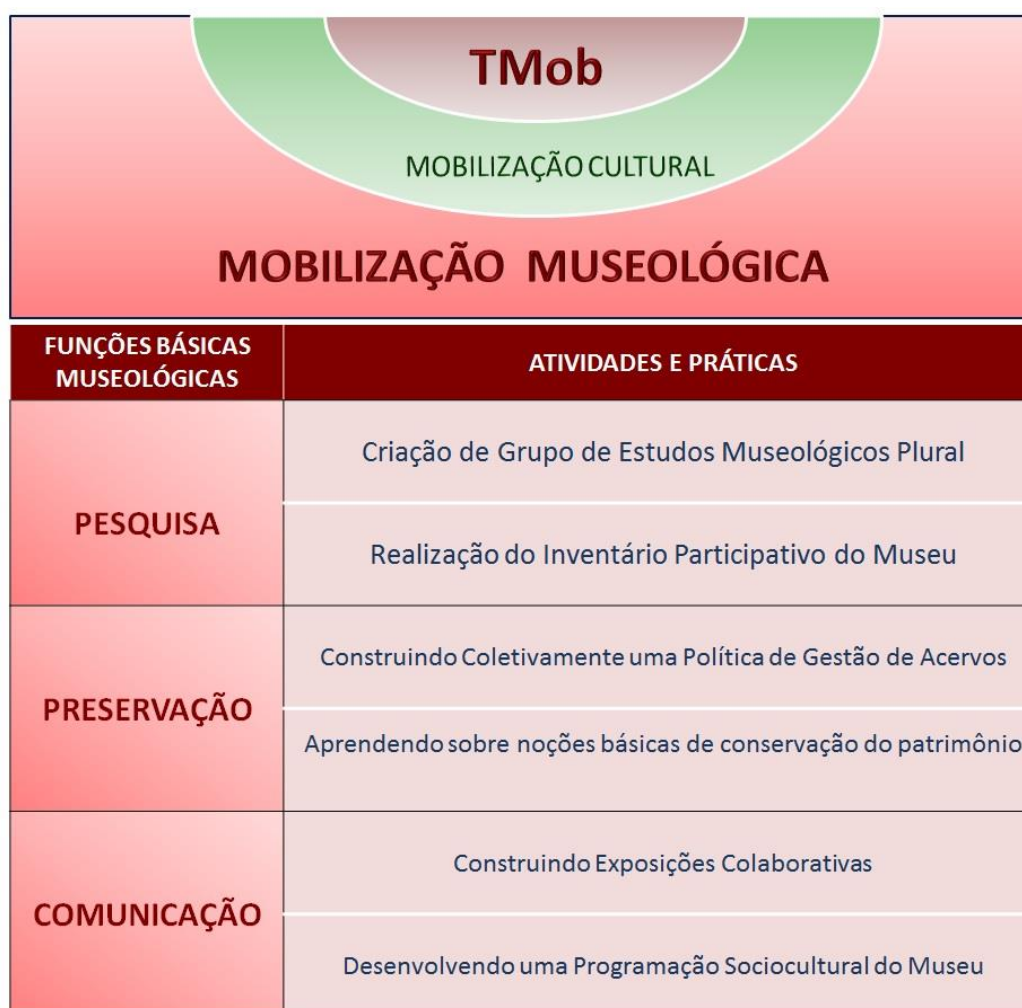 TMob
MOBILIZAÇÃO CULTURAL
MOBILIZAÇÃO MUSEOLÓGICA
FUNÇÕES BÁSICAS
MUSEOLÓGICAS
ATIVIDADES E PRÁTICAS
PESQUISA
Criação de Grupo de Estudos Museológicos Plural
Realização do Inventário Participativo do Museu
PRESERVAÇÃO
Construindo Coletivamente uma Política de Gestão de Acervos
Aprendendo sobre noções básicas de conservação do patrimônio
COMUNICAÇÃO
Construindo Exposições Colaborativas
Desenvolvendo uma Programação Sociocultural do Museu